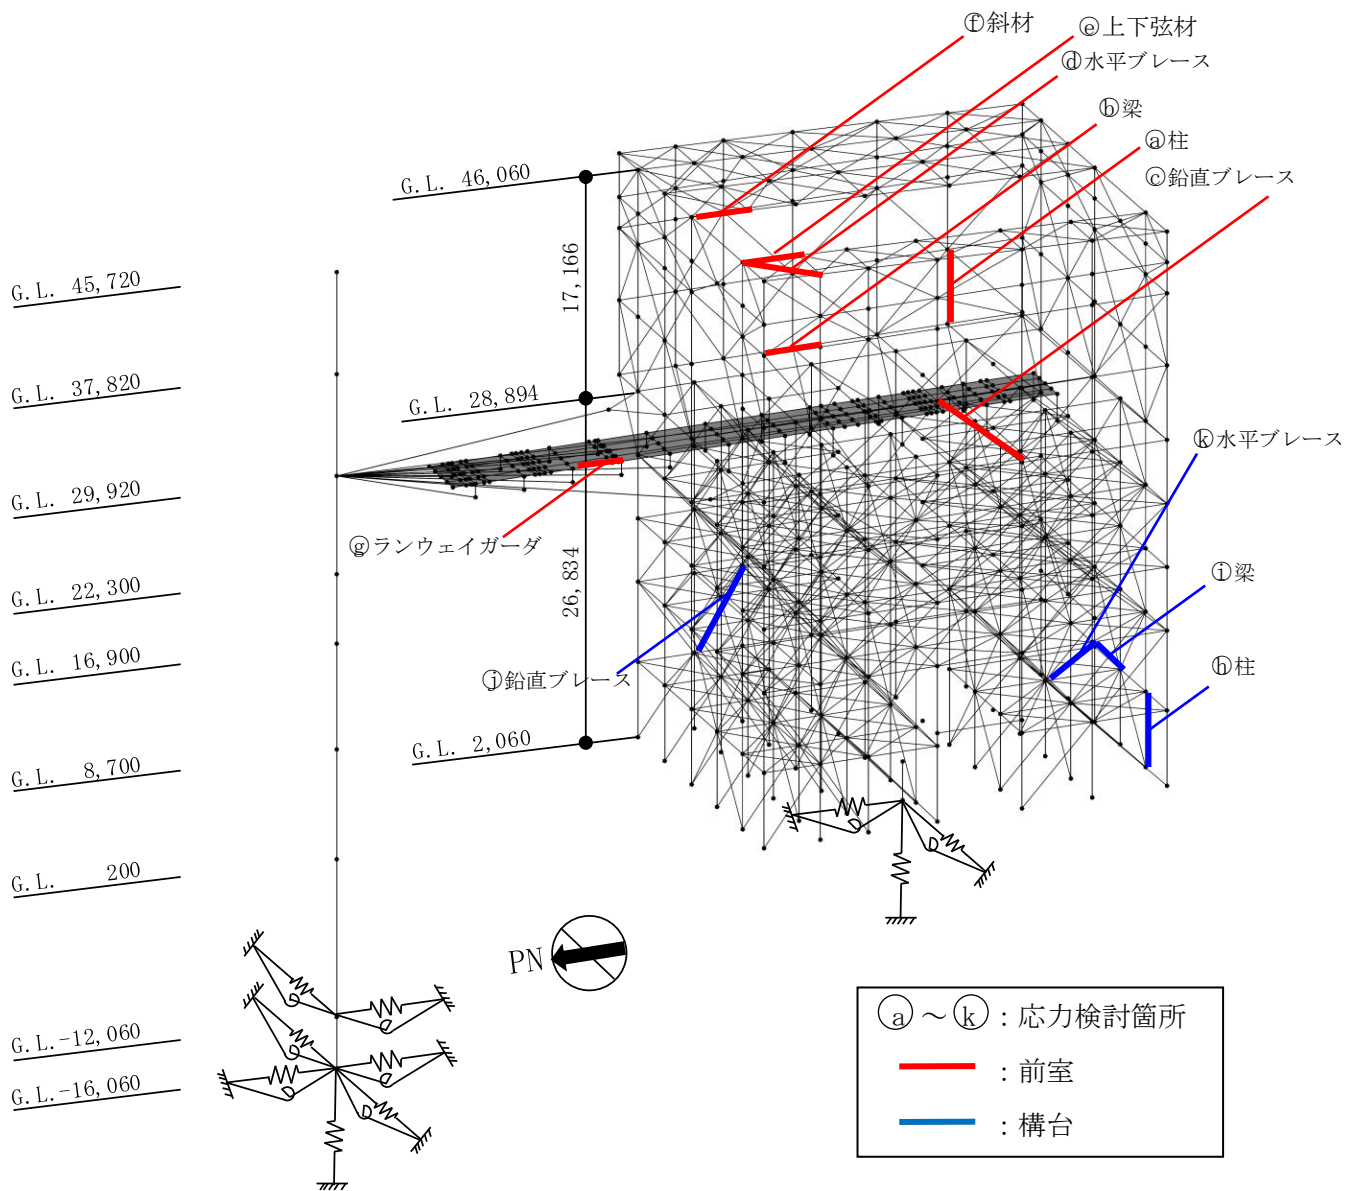 ⓕ斜材
ⓔ上下弦材
ⓓ水平ブレース
ⓑ梁
ⓐ柱
ⓒ鉛直ブレース
G.L. 46,060
17,166
G.L. 45,720
G.L. 37,820
G.L. 28,894
ⓚ水平ブレース
G.L. 29,920
ⓖランウェイガーダ
26,834
ⓘ梁
G.L. 22,300
G.L. 16,900
ⓗ柱
ⓙ鉛直ブレース
G.L. 2,060
G.L. 8,700
G.L. 200
PN
ⓐ～ⓚ：応力検討箇所
G.L.-12,060
：前室
G.L.-16,060
：構台